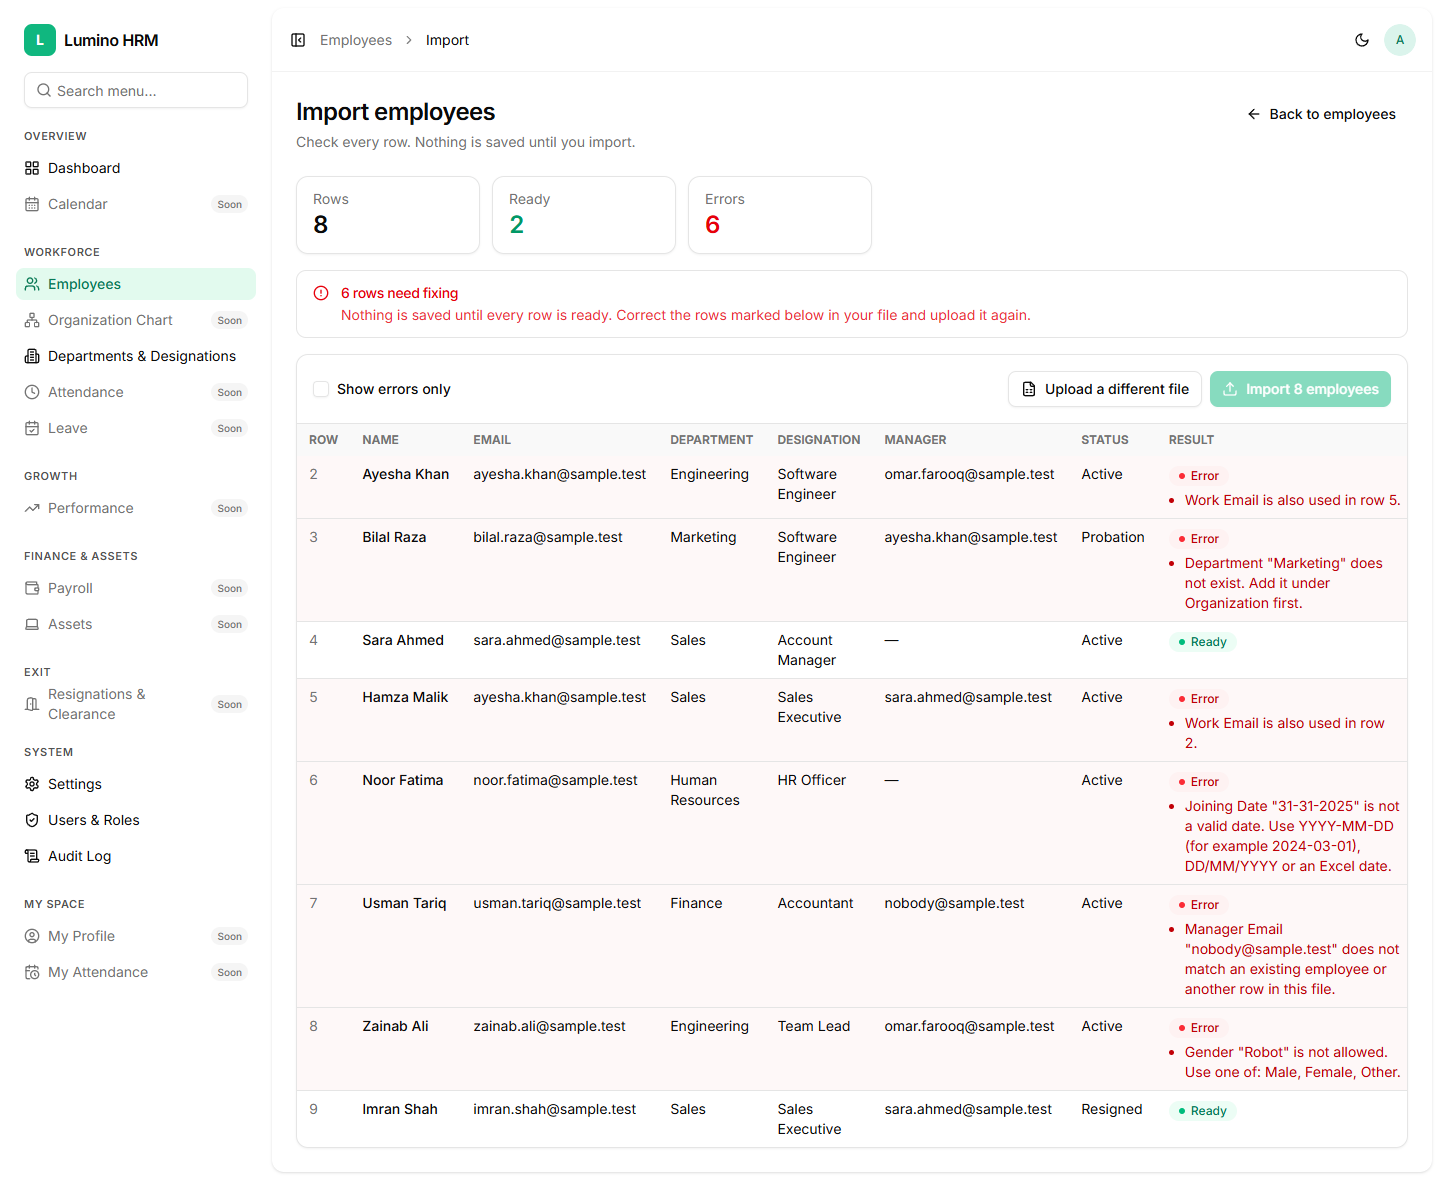 L Lumino HRM
Search menu...
OVERVIEW
Dashboard
Calendar Soon
WORKFORCE
Employees
Organization Chart Soon
Departments & Designations
Attendance Soon
Leave Soon
GROWTH
Performance Soon
FINANCE & ASSETS
Payroll Soon
Assets Soon
EXIT
Resignations &
Clearance Soon
SYSTEM
Settings
Users & Roles
Audit Log
MY SPACE
My Profile Soon
My Attendance Soon
Employees > Import A
Import employees
Back to employees
Check every row. Nothing is saved until you import.
Rows
8
Ready
2
Errors
6
6 rows need fixing
Nothing is saved until every row is ready. Correct the rows marked below in your file and upload it again.
Show errors only Upload a different file Import 8 employees
ROW NAME EMAIL DEPARTMENT DESIGNATION MANAGER STATUS RESULT
2 Ayesha Khan ayesha.khan@sample.test Engineering Software omar.farooq@sample.test Active Error
Engineer
• Work Email is also used in row 5.
3 Bilal Raza bilal.raza@sample.test Marketing Software ayesha.khan@sample.test Probation Error
Engineer
• Department "Marketing" does
not exist. Add it under
Organization first.
4 Sara Ahmed sara.ahmed@sample.test Sales Account — Active Ready
Manager
5 Hamza Malik ayesha.khan@sample.test Sales Sales sara.ahmed@sample.test Active Error
Executive
• Work Email is also used in row
2.
6 Noor Fatima noor.fatima@sample.test Human HR Officer — Active Error
Resources
• Joining Date "31-31-2025" is not
a valid date. Use YYYY-MM-DD
(for example 2024-03-01),
DD/MM/YYYY or an Excel date.
7 Usman Tariq usman.tariq@sample.test Finance Accountant nobody@sample.test Active Error
• Manager Email
"nobody@sample.test" does not
match an existing employee or
another row in this file.
8 Zainab Ali zainab.ali@sample.test Engineering Team Lead omar.farooq@sample.test Active Error
• Gender "Robot" is not allowed.
Use one of: Male, Female, Other.
9 Imran Shah imran.shah@sample.test Sales Sales sara.ahmed@sample.test Resigned Ready
Executive